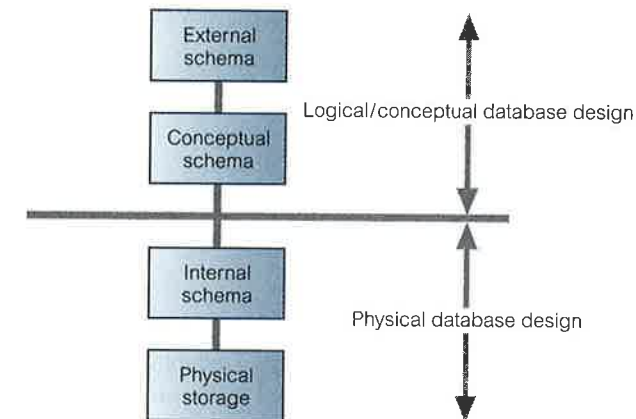 External
schema
Logical/conceptual database design
Conceptual
schema
Internal
schema
Physical database design
Physical
storage